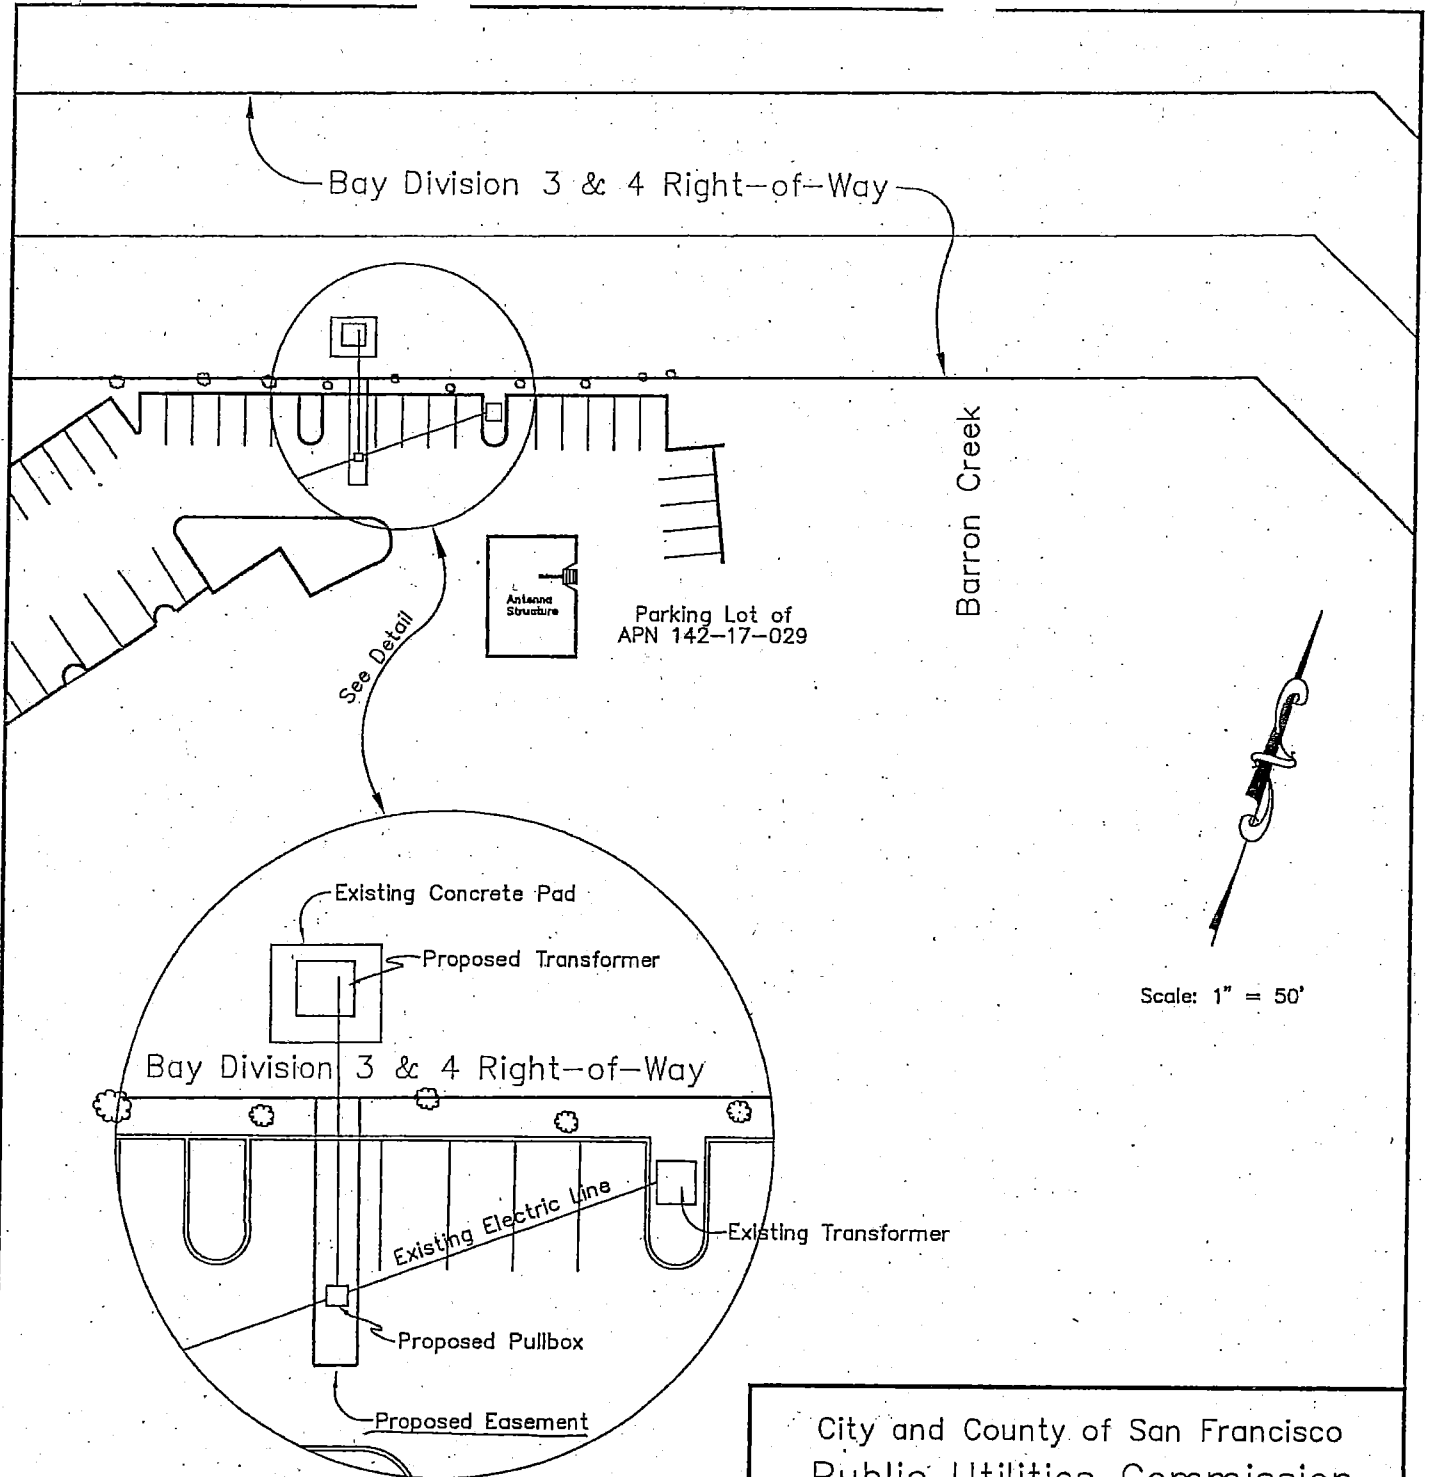 Bay Division 3 & 4 Right-of-Way
Barron Creek
Antenna
Structure
Parking Lot of
APN 142-17-029
See Detail
Existing Concrete Pad
Proposed Transformer
Scale: 1" = 50'
Bay Division 3 & 4 Right-of-Way
Existing Electric Line
Existing Transformer
Proposed Pullbox
Proposed Easement
City and County of San Francisco
Public Utilities Commission